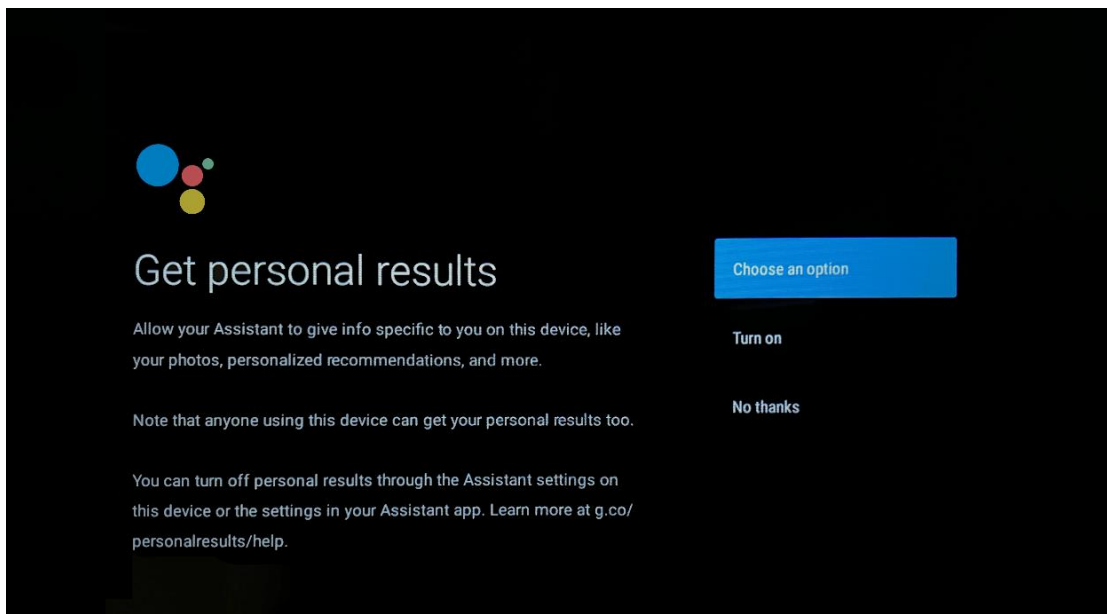 Get personal results
Allow your Assistant to give info specific to you on this device, like
your photos, personalized recommendations, and more.
Note that anyone using this device can get your personal results too.
You can turn off personal results through the Assistant settings on
this device or the settings in your Assistant app. Learn more at g.co/
personalresults/help.
Choose an option
Turn on
No thanks